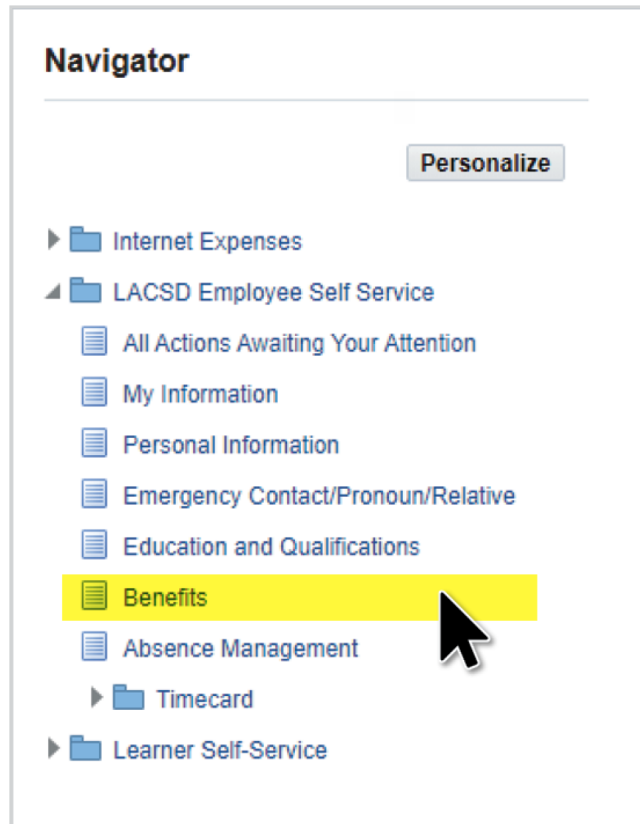 Navigator
Personalize
Internet Expenses
LACSD Employee Self Service
All Actions Awaiting Your Attention
My Information
Personal Information
Emergency Contact/Pronoun/Relative
Education and Qualifications
Benefits
Absence Management
Timecard
Learner Self-Service